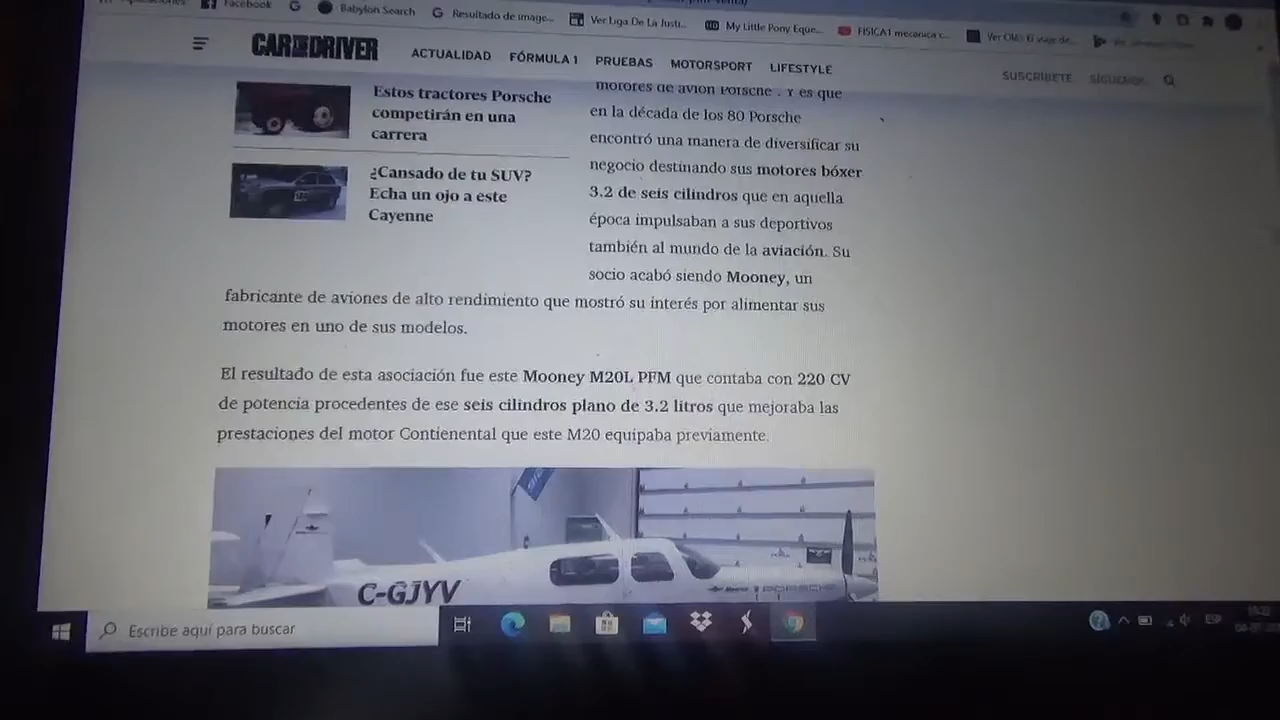 Facebook
Babylon Search
Resultado de image...
Ver Liga De La Justi...
My Little Pony Eque...
FISICA1 mecanica c...
CAR AND DRIVER
ACTUALIDAD
FÓRMULA 1
PRUEBAS
MOTORSPORT
LIFESTYLE
SUSCRÍBETE
SÍGUENOS
Estos tractores Porsche
competirán en una
carrera
¿Cansado de tu SUV?
Echa un ojo a este
Cayenne
motores de avión Porsche . Y es que
en la década de los 80 Porsche
encontró una manera de diversificar su
negocio destinando sus motores bóxer
3.2 de seis cilindros que en aquella
época impulsaban a sus deportivos
también al mundo de la aviación. Su
socio acabó siendo Mooney, un
fabricante de aviones de alto rendimiento que mostró su interés por alimentar sus
motores en uno de sus modelos.
El resultado de esta asociación fue este Mooney M20L PFM que contaba con 220 CV
de potencia procedentes de ese seis cilindros plano de 3.2 litros que mejoraba las
prestaciones del motor Contienental que este M20 equipaba previamente.
C-GJYV
PORSCHE
Escribe aquí para buscar
ESP